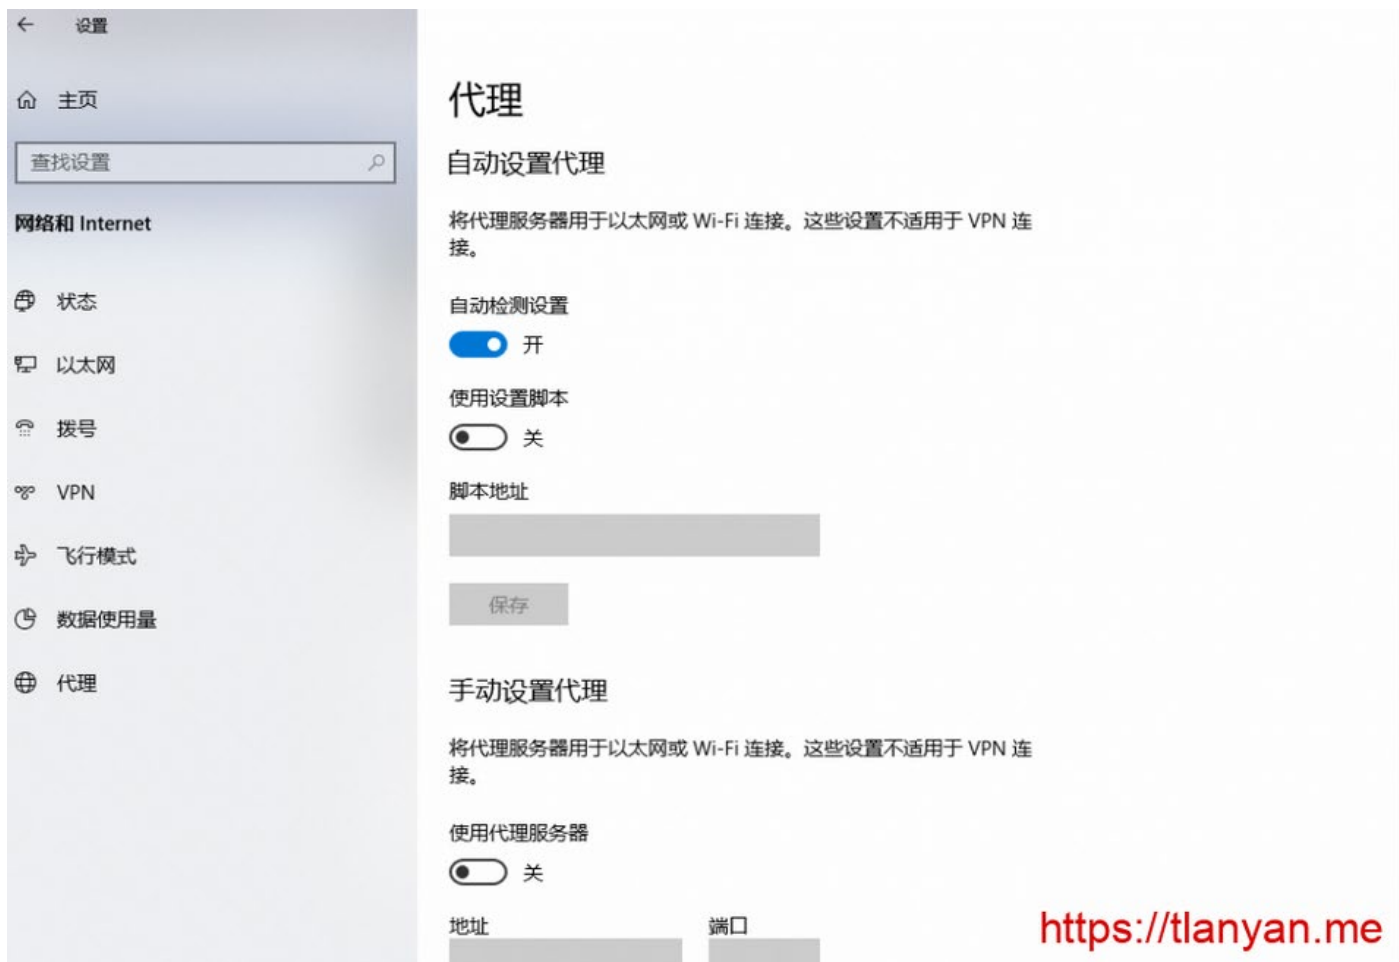 设置
主页
查找设置
网络和 Internet
状态
以太网
拨号
VPN
飞行模式
数据使用量
代理
代理
自动设置代理
将代理服务器用于以太网或 Wi-Fi 连接。这些设置不适用于 VPN 连
接。
自动检测设置
开
使用设置脚本
关
脚本地址
保存
手动设置代理
将代理服务器用于以太网或 Wi-Fi 连接。这些设置不适用于 VPN 连
接。
使用代理服务器
关
地址 端口
https://tlanyan.me